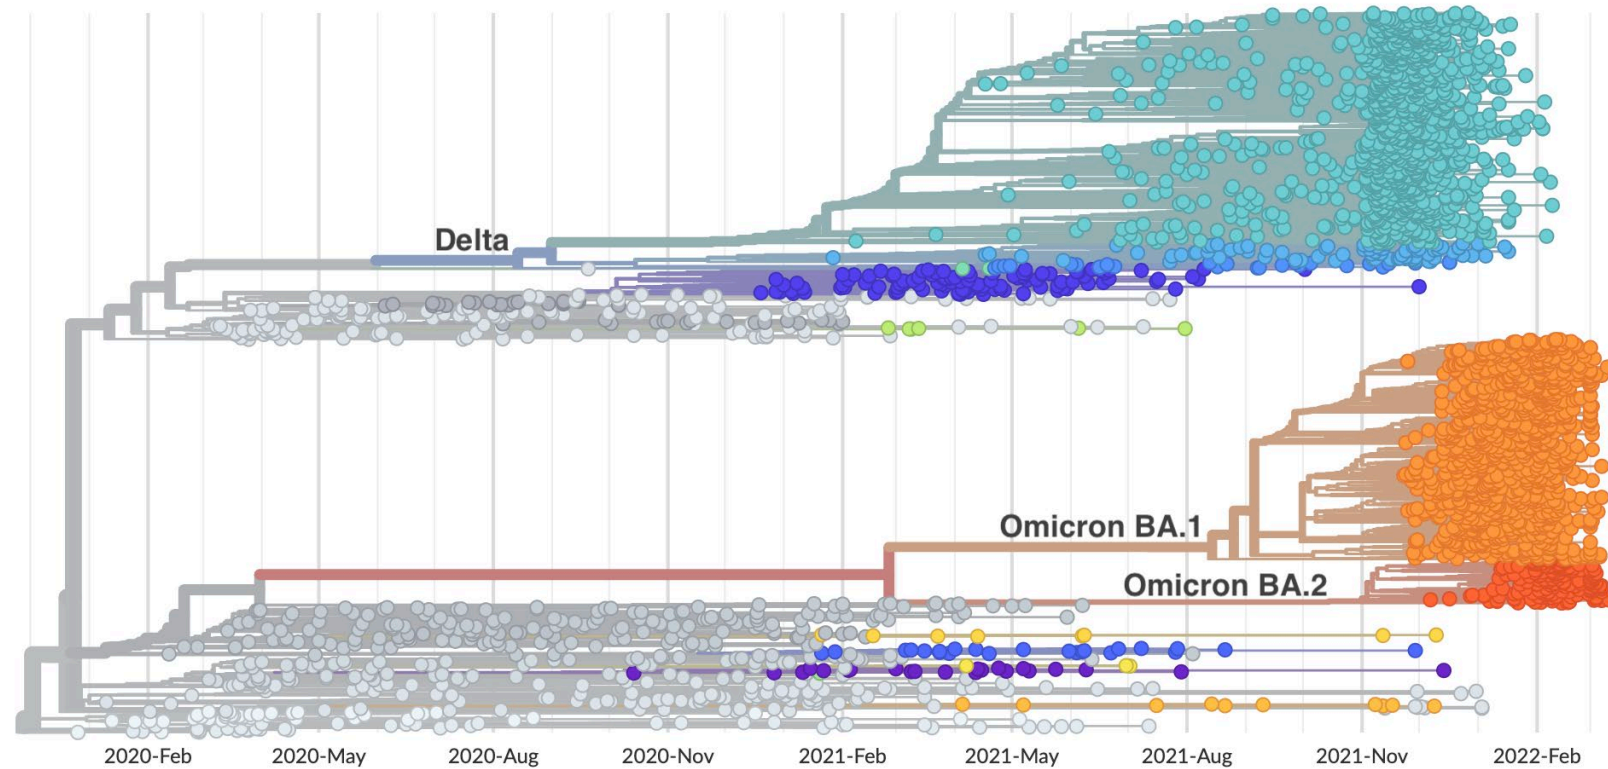 Delta
Omicron BA.1
Omicron BA.2
2020-Feb 2020-May 2020-Aug 2020-Nov 2021-Feb 2021-May 2021-Aug 2021-Nov 2022-Feb